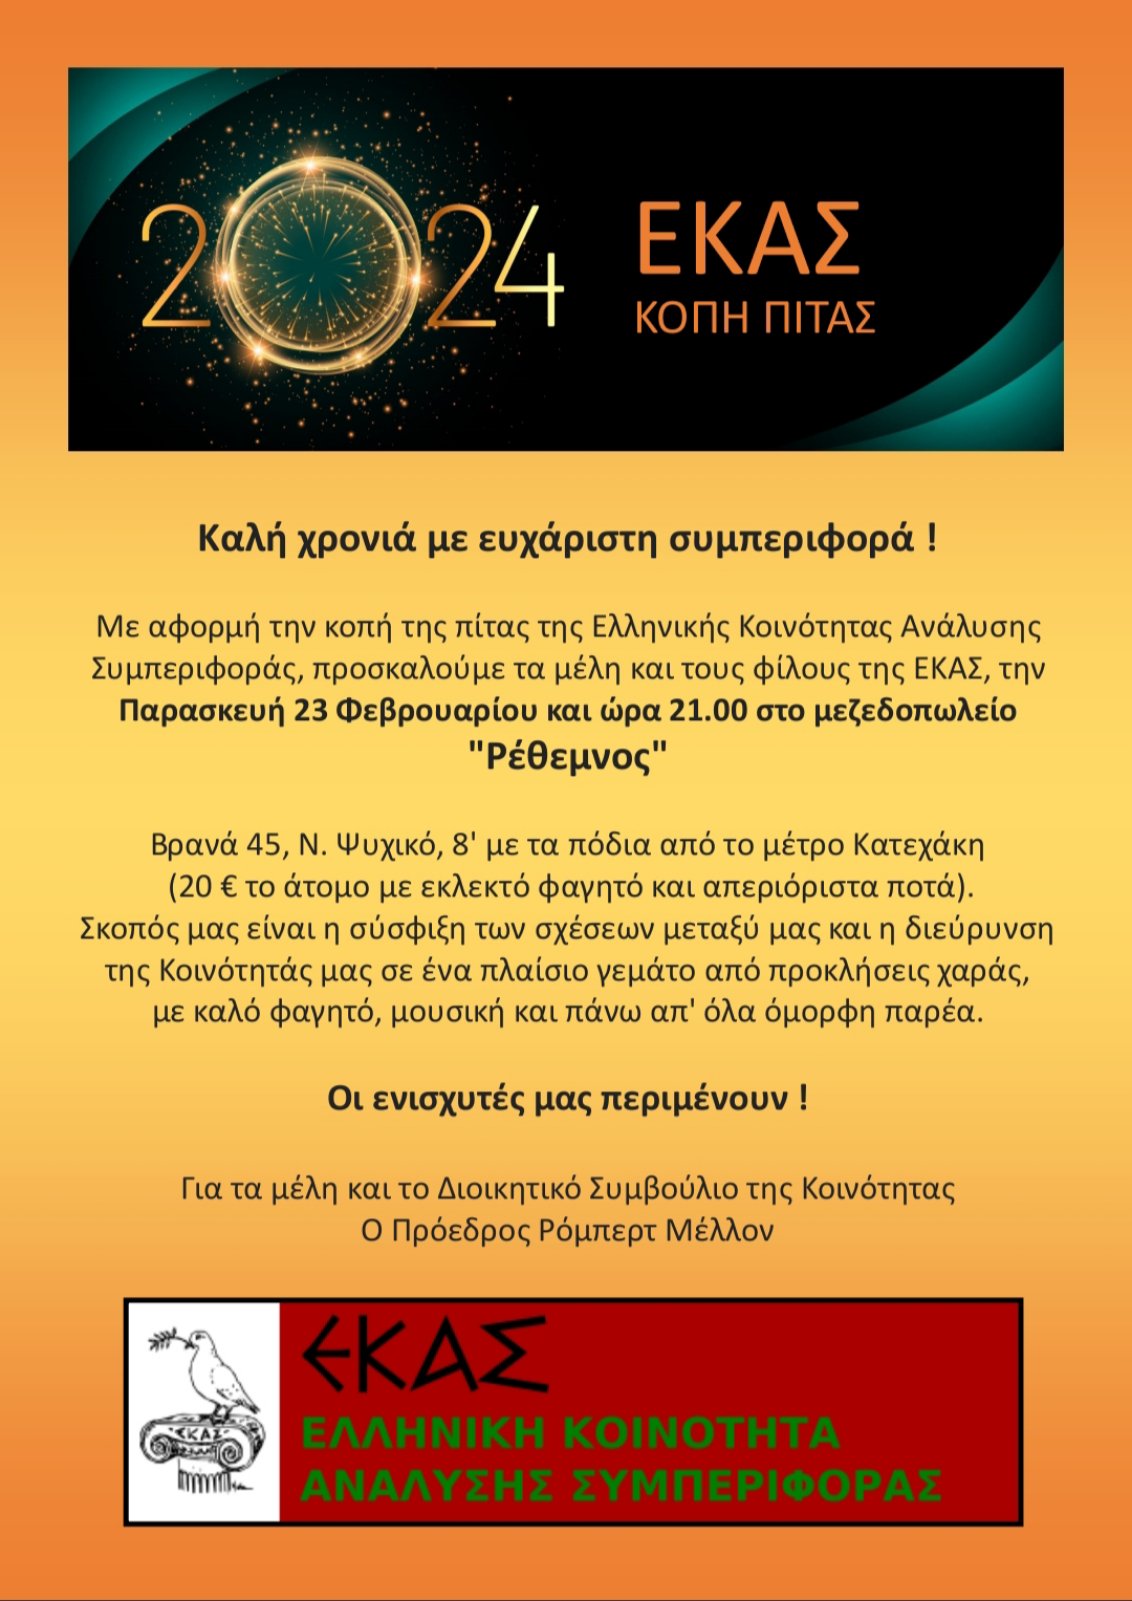 2024
ΕΚΑΣ
ΚΟΠΗ ΠΙΤΑΣ
Καλή χρονιά με ευχάριστη συμπεριφορά !
Με αφορμή την κοπή της πίτας της Ελληνικής Κοινότητας Ανάλυσης
Συμπεριφοράς, προσκαλούμε τα μέλη και τους φίλους της ΕΚΑΣ, την
Παρασκευή 23 Φεβρουαρίου και ώρα 21.00 στο μεζεδοπωλείο
"Ρέθεμνος"
Βρανά 45, Ν. Ψυχικό, 8' με τα πόδια από το μέτρο Κατεχάκη
(20 € το άτομο με εκλεκτό φαγητό και απεριόριστα ποτά).
Σκοπός μας είναι η σύσφιξη των σχέσεων μεταξύ μας και η διεύρυνση
της Κοινότητάς μας σε ένα πλαίσιο γεμάτο από προκλήσεις χαράς,
με καλό φαγητό, μουσική και πάνω απ' όλα όμορφη παρέα.
Οι ενισχυτές μας περιμένουν !
Για τα μέλη και το Διοικητικό Συμβούλιο της Κοινότητας
Ο Πρόεδρος Ρόμπερτ Μέλλον
ΕΚΑΣ
ΕΚΑΣ
ΕΛΛΗΝΙΚΗ ΚΟΙΝΟΤΗΤΑ
ΑΝΑΛΥΣΗΣ ΣΥΜΠΕΡΙΦΟΡΑΣ